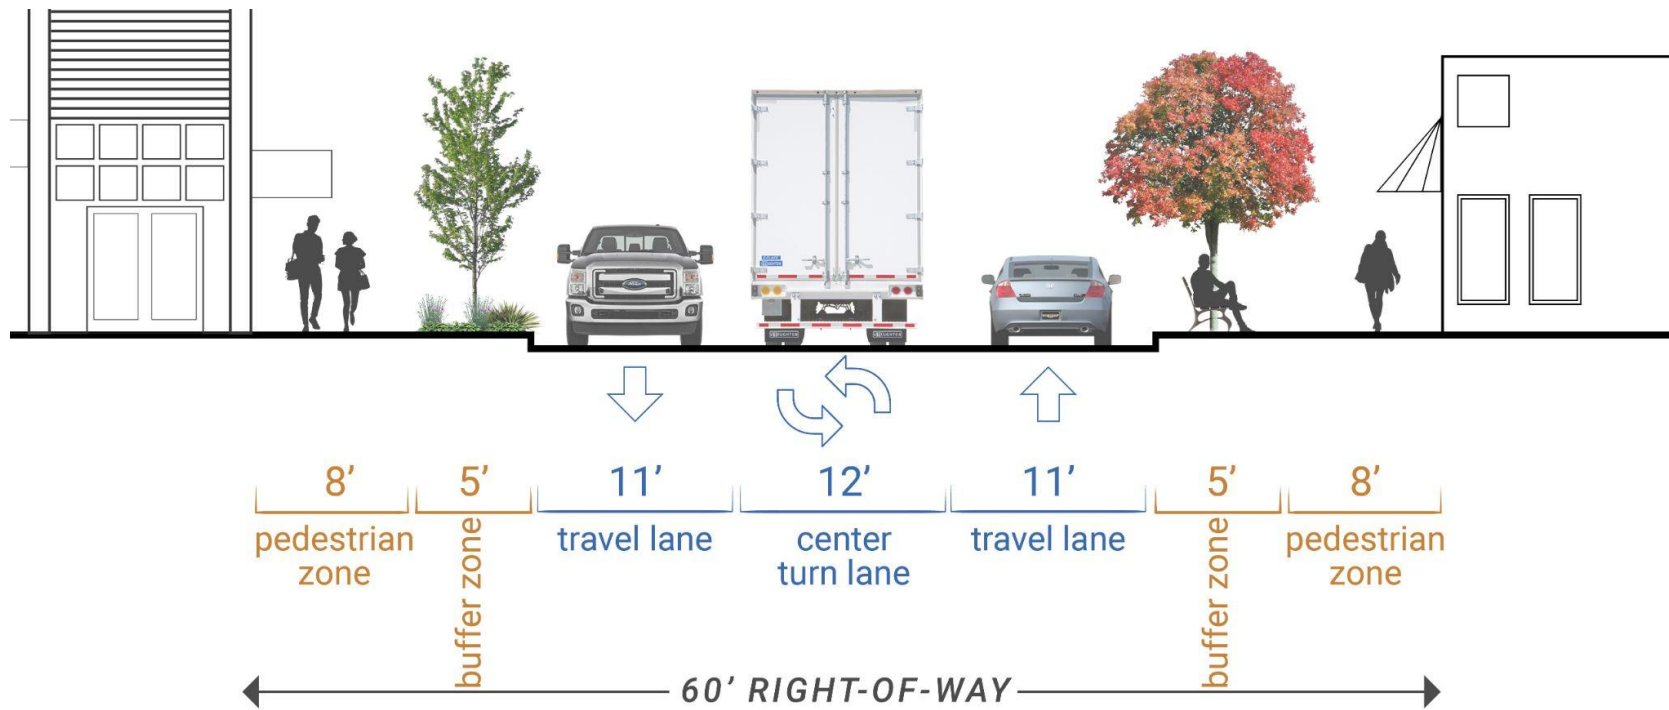 8’
5’
11’
12’
11’
5’
8’
pedestrian
zone
buffer zone
travel lane
center
turn lane
travel lane
buffer zone
pedestrian
zone
60’ RIGHT-OF-WAY